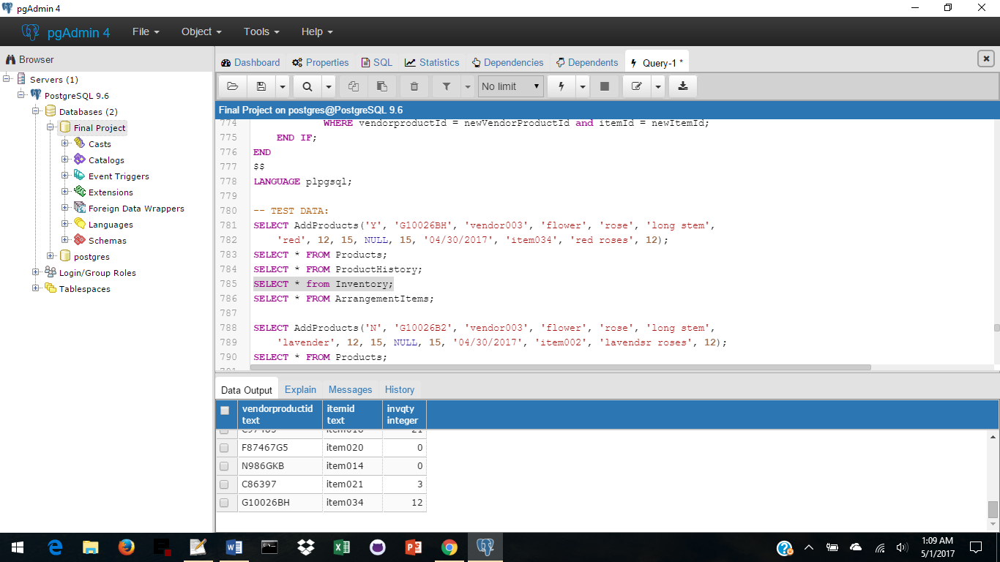 pgAdmin 4
pgAdmin 4 File Object Tools Help
Browser
Servers (1)
PostgreSQL 9.6
Databases (2)
Final Project
Casts
Catalogs
Event Triggers
Extensions
Foreign Data Wrappers
Languages
Schemas
postgres
Login/Group Roles
Tablespaces
Dashboard Properties SQL Statistics Dependencies Dependents Query-1 *
No limit
Final Project on postgres@PostgreSQL 9.6
774 WHERE vendorproductId = newVendorProductId and itemId = newItemId;
775 END IF;
776 END
777 $$
778 LANGUAGE plpgsql;
779
780 -- TEST DATA:
781 SELECT AddProducts('Y', 'G10026BH', 'vendor003', 'flower', 'rose', 'long stem',
782 'red', 12, 15, NULL, 15, '04/30/2017', 'item034', 'red roses', 12);
783 SELECT * FROM Products;
784 SELECT * FROM ProductHistory;
785 SELECT * from Inventory;
786 SELECT * FROM ArrangementItems;
787
788 SELECT AddProducts('N', 'G10026B2', 'vendor003', 'flower', 'rose', 'long stem',
789 'lavender', 12, 15, NULL, 15, '04/30/2017', 'item002', 'lavendsr roses', 12);
790 SELECT * FROM Products;
Data Output Explain Messages History
vendorproductid itemid invqty
text text integer
F87467G5 item020 0
N986GKB item014 0
C86397 item021 3
G10026BH item034 12
1:09 AM
5/1/2017